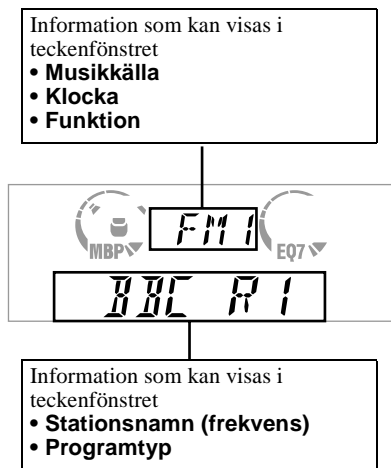 Information som kan visas i
teckenfönstret
• Musikkälla
• Klocka
• Funktion
MBP
FM1
EQ7
BBC R1
Information som kan visas i
teckenfönstret
• Stationsnamn (frekvens)
• Programtyp